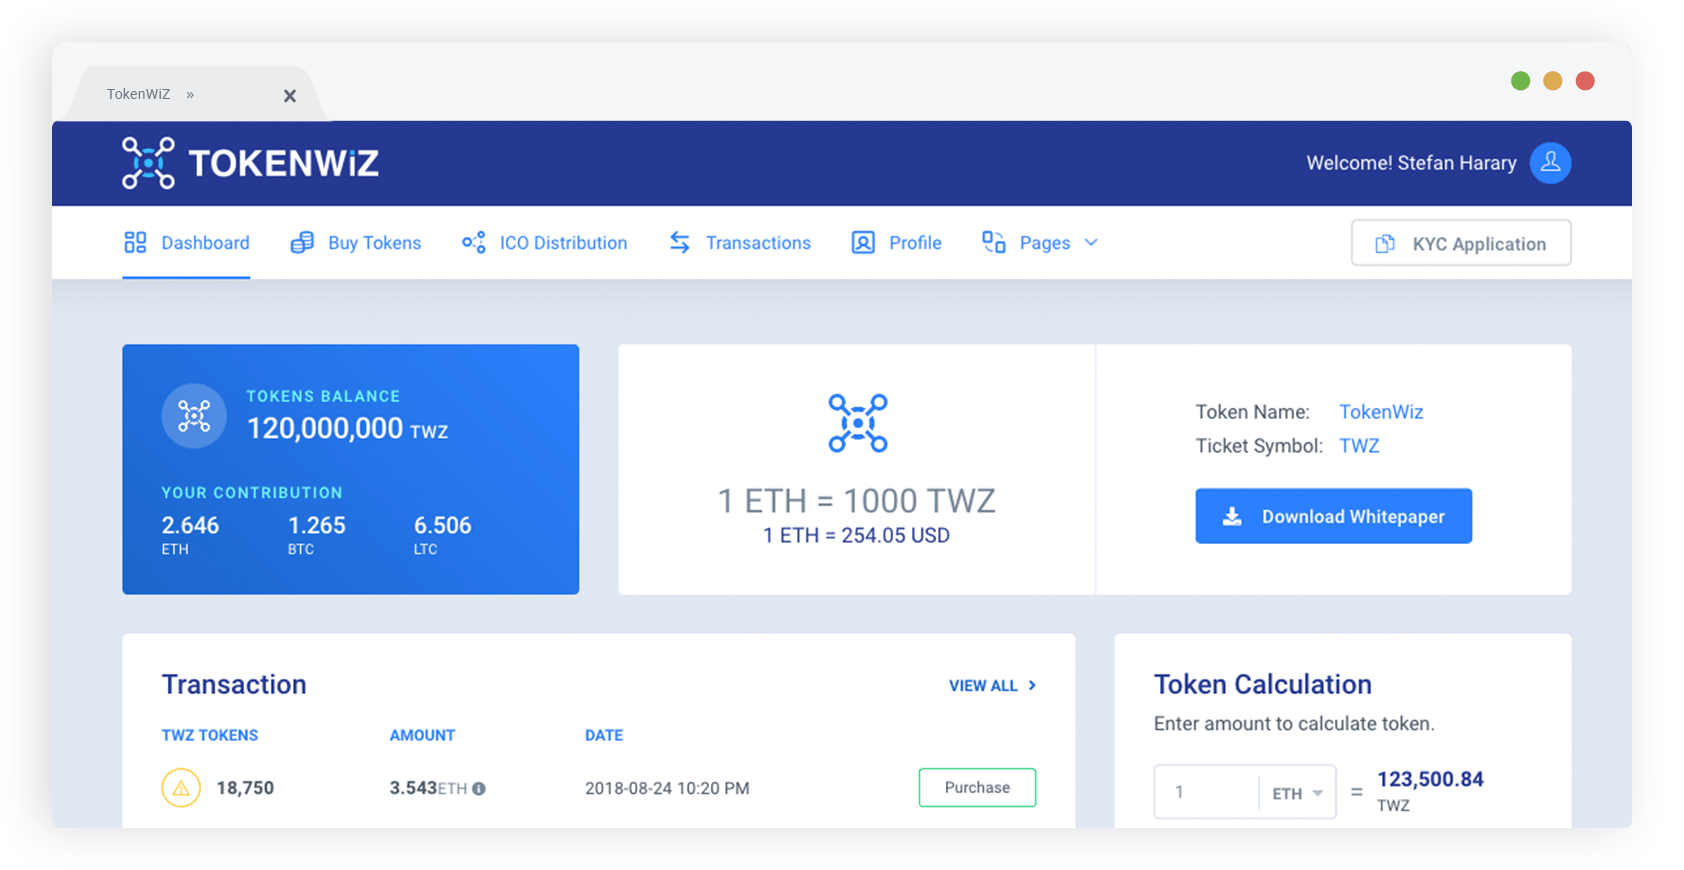 TokenWiZ »
TOKENWiZ
Welcome! Stefan Harary
Dashboard
Buy Tokens
ICO Distribution
Transactions
Profile
Pages
KYC Application
TOKENS BALANCE
120,000,000 TWZ
YOUR CONTRIBUTION
2.646 1.265 6.506
ETH BTC LTC
1 ETH = 1000 TWZ
1 ETH = 254.05 USD
Token Name: TokenWiz
Ticket Symbol: TWZ
Download Whitepaper
Transaction
VIEW ALL
TWZ TOKENS AMOUNT DATE
18,750 3.543ETH 2018-08-24 10:20 PM Purchase
Token Calculation
Enter amount to calculate token.
1 ETH = 123,500.84
TWZ